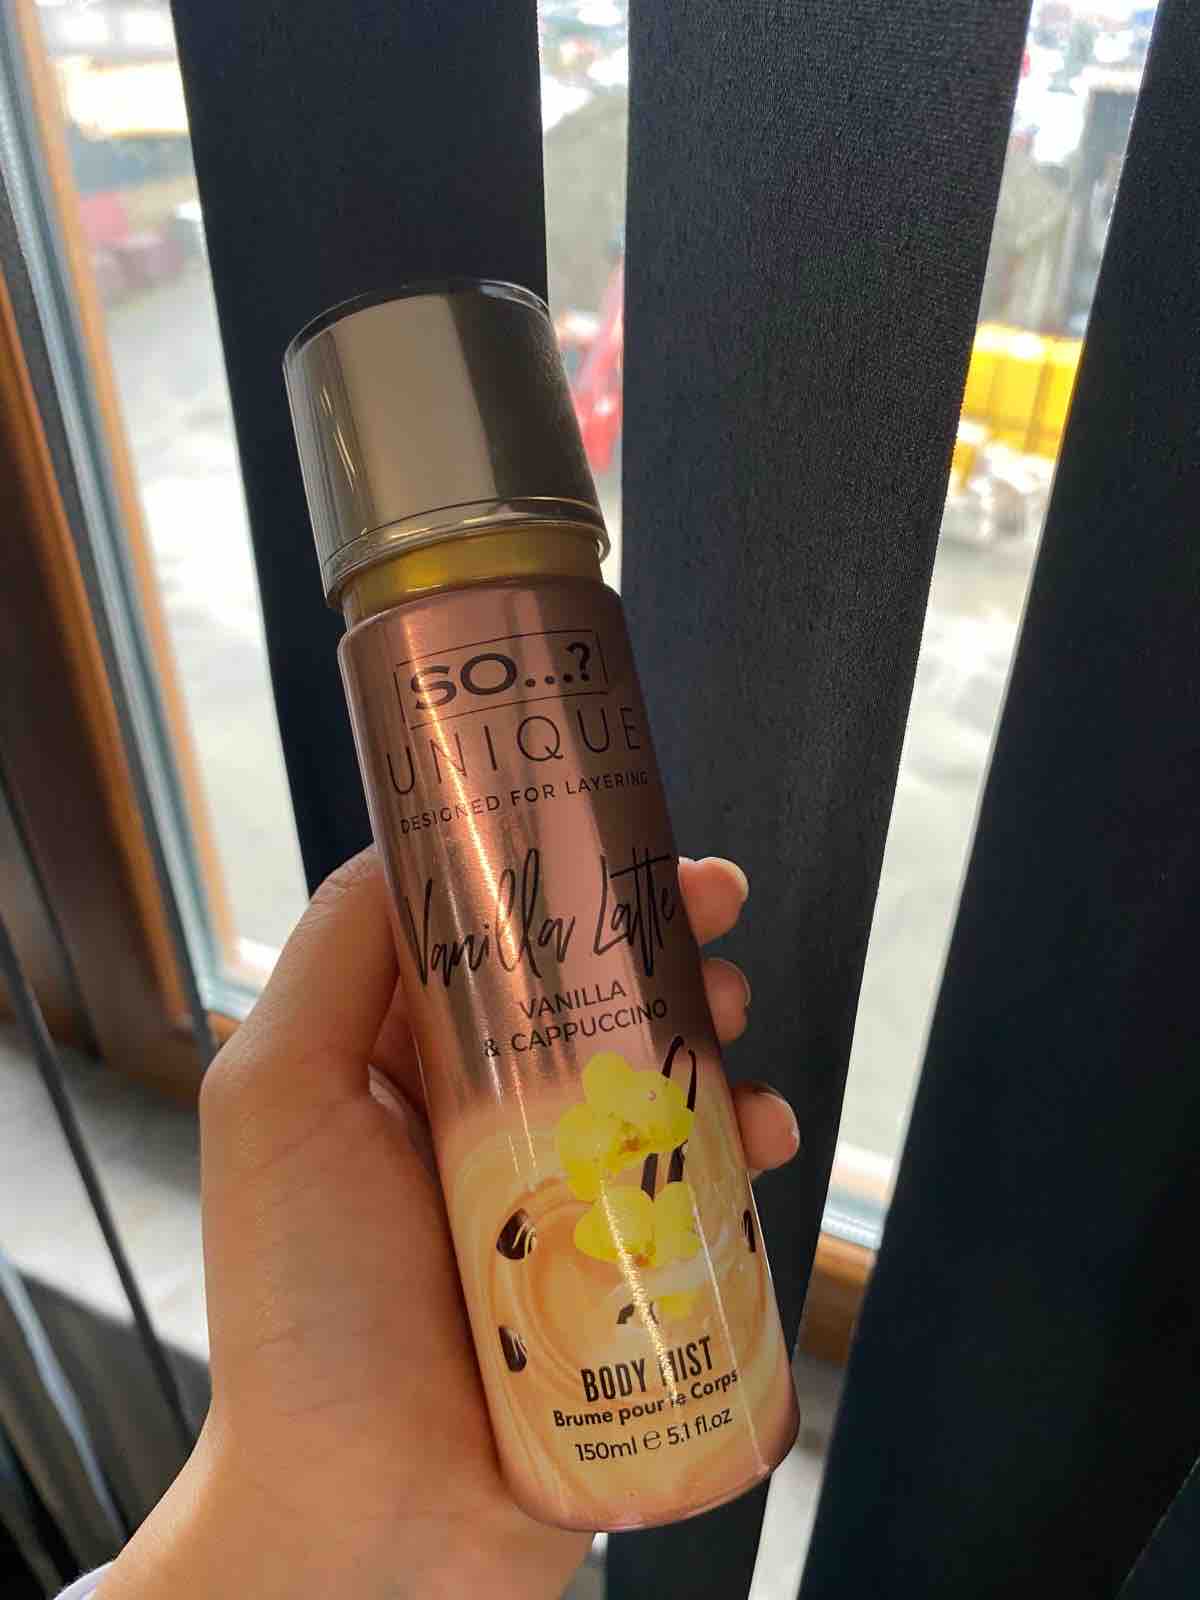 SO...?
UNIQUE
DESIGNED FOR LAYERING
Vanilla Latte
VANILLA
& CAPPUCCINO
BODY MIST
Brume pour le Corps
150ml ℮ 5.1 fl.oz